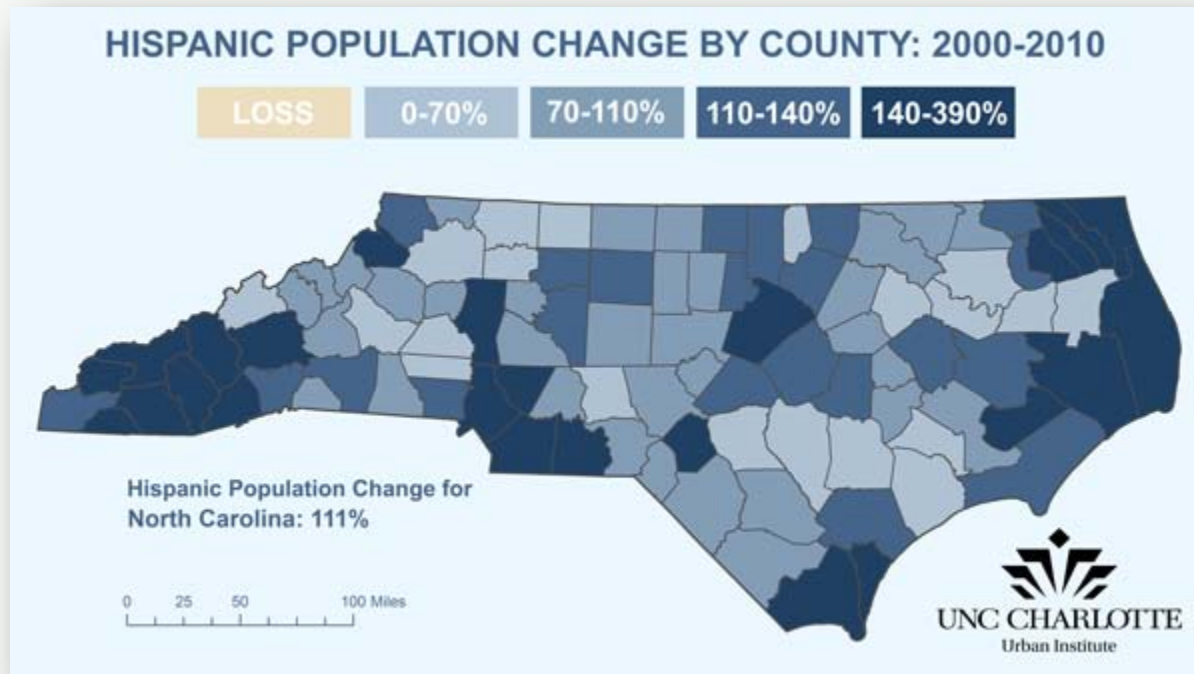 HISPANIC POPULATION CHANGE BY COUNTY: 2000-2010
LOSS 0-70% 70-110% 110-140% 140-390%
Hispanic Population Change for
North Carolina: 111%
0 25 50 100 Miles
UNC CHARLOTTE
Urban Institute